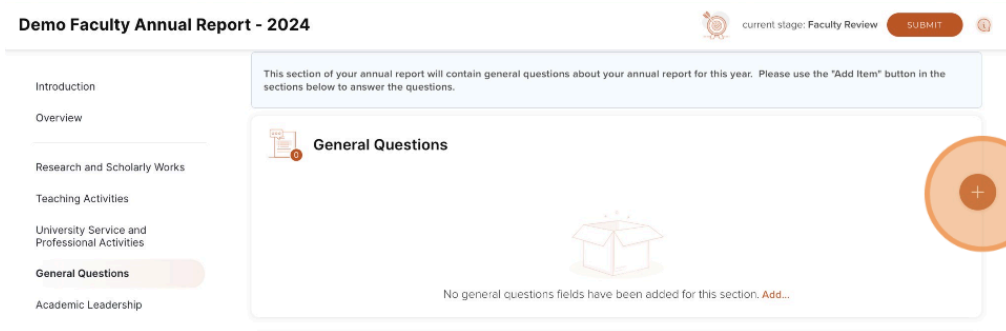 Demo Faculty Annual Report - 2024
current stage: Faculty Review
SUBMIT
Introduction
Overview
Research and Scholarly Works
Teaching Activities
University Service and
Professional Activities
General Questions
Academic Leadership
This section of your annual report will contain general questions about your annual report for this year. Please use the "Add Item" button in the
sections below to answer the questions.
0
General Questions
+
No general questions fields have been added for this section. Add...